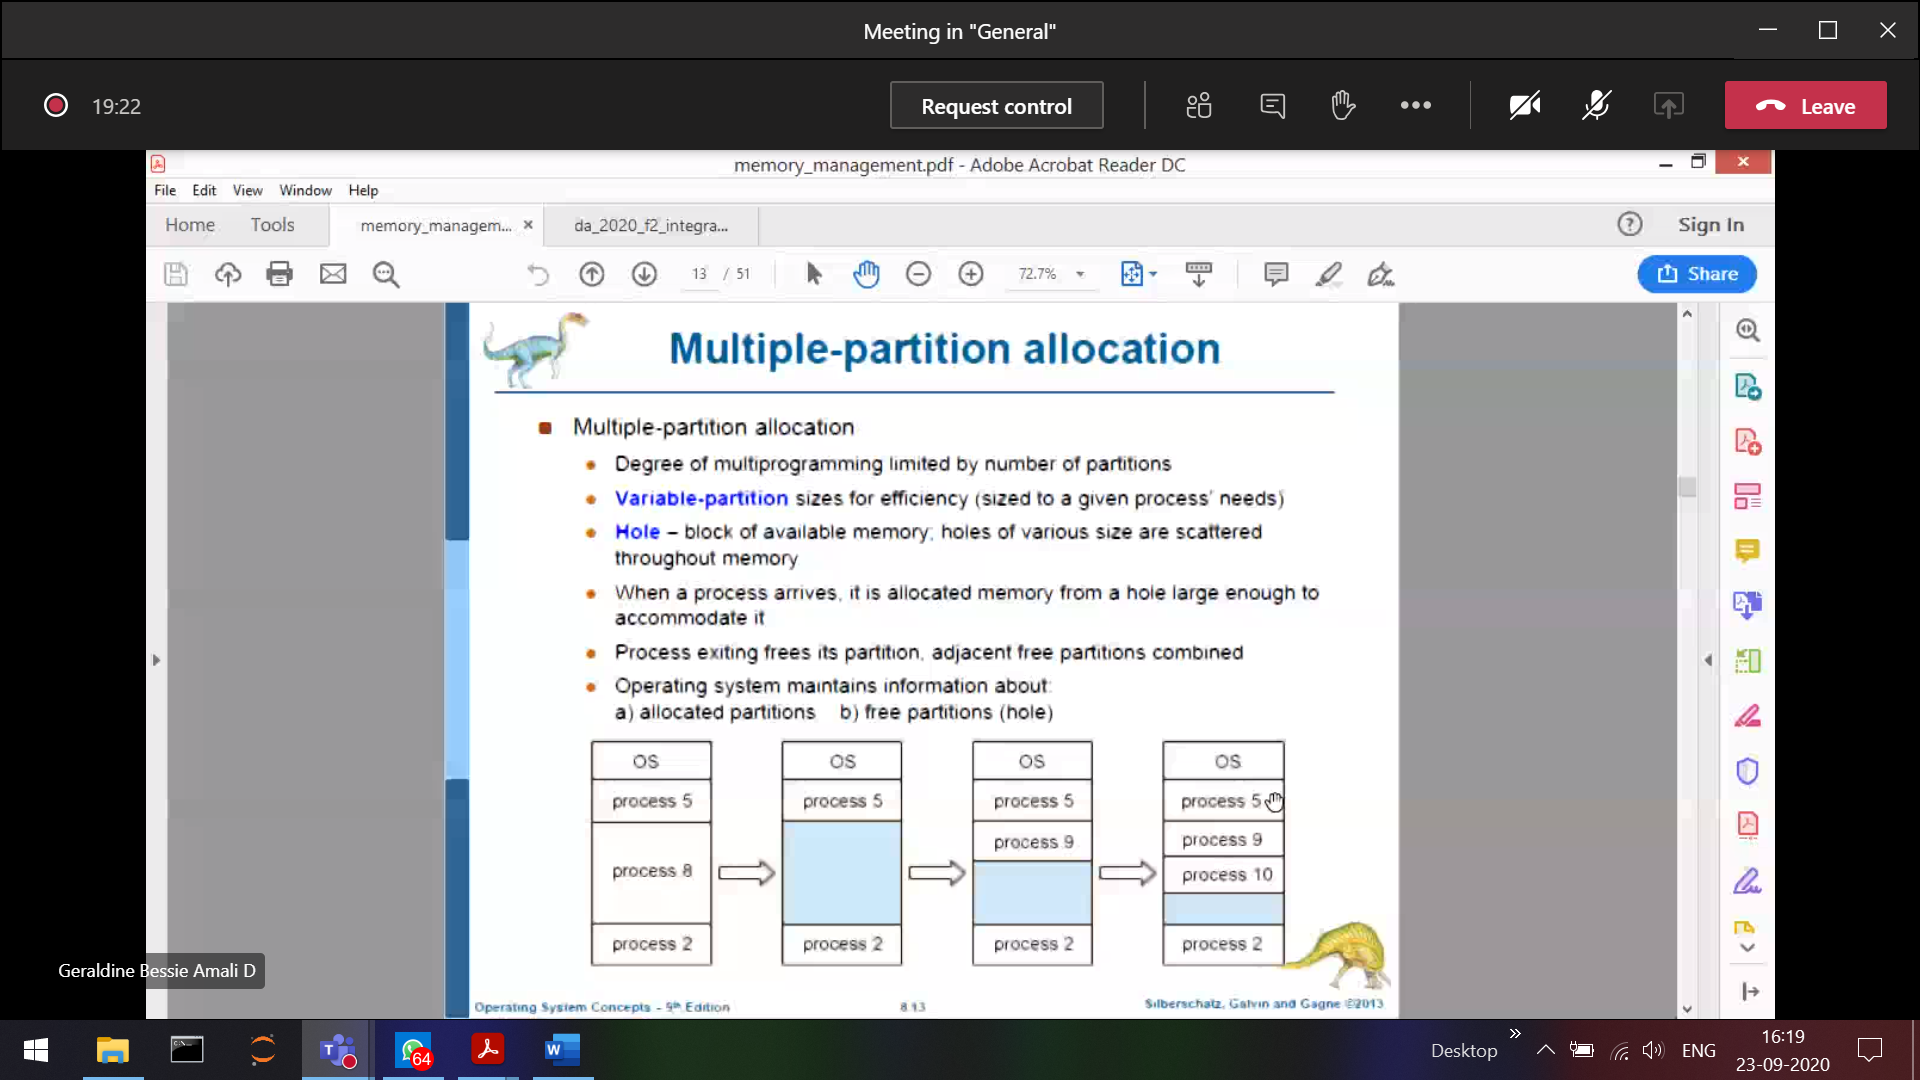 Meeting in "General"
19:22
Request control
Leave
memory_management.pdf - Adobe Acrobat Reader DC
File Edit View Window Help
Home Tools memory_managem... × da_2020_f2_integra... Sign In
13 / 51 72.7% Share
Multiple-partition allocation
Multiple-partition allocation
Degree of multiprogramming limited by number of partitions
Variable-partition sizes for efficiency (sized to a given process' needs)
Hole – block of available memory; holes of various size are scattered
throughout memory
When a process arrives, it is allocated memory from a hole large enough to
accommodate it
Process exiting frees its partition, adjacent free partitions combined
Operating system maintains information about:
a) allocated partitions b) free partitions (hole)
OS OS OS OS
process 5 process 5 process 5 process 5
process 9 process 9
process 8 process 10
process 2 process 2 process 2 process 2
Geraldine Bessie Amali D
Operating System Concepts – 9th Edition 8.13 Silberschatz, Galvin and Gagne ©2013
64
Desktop ENG 16:19
23-09-2020